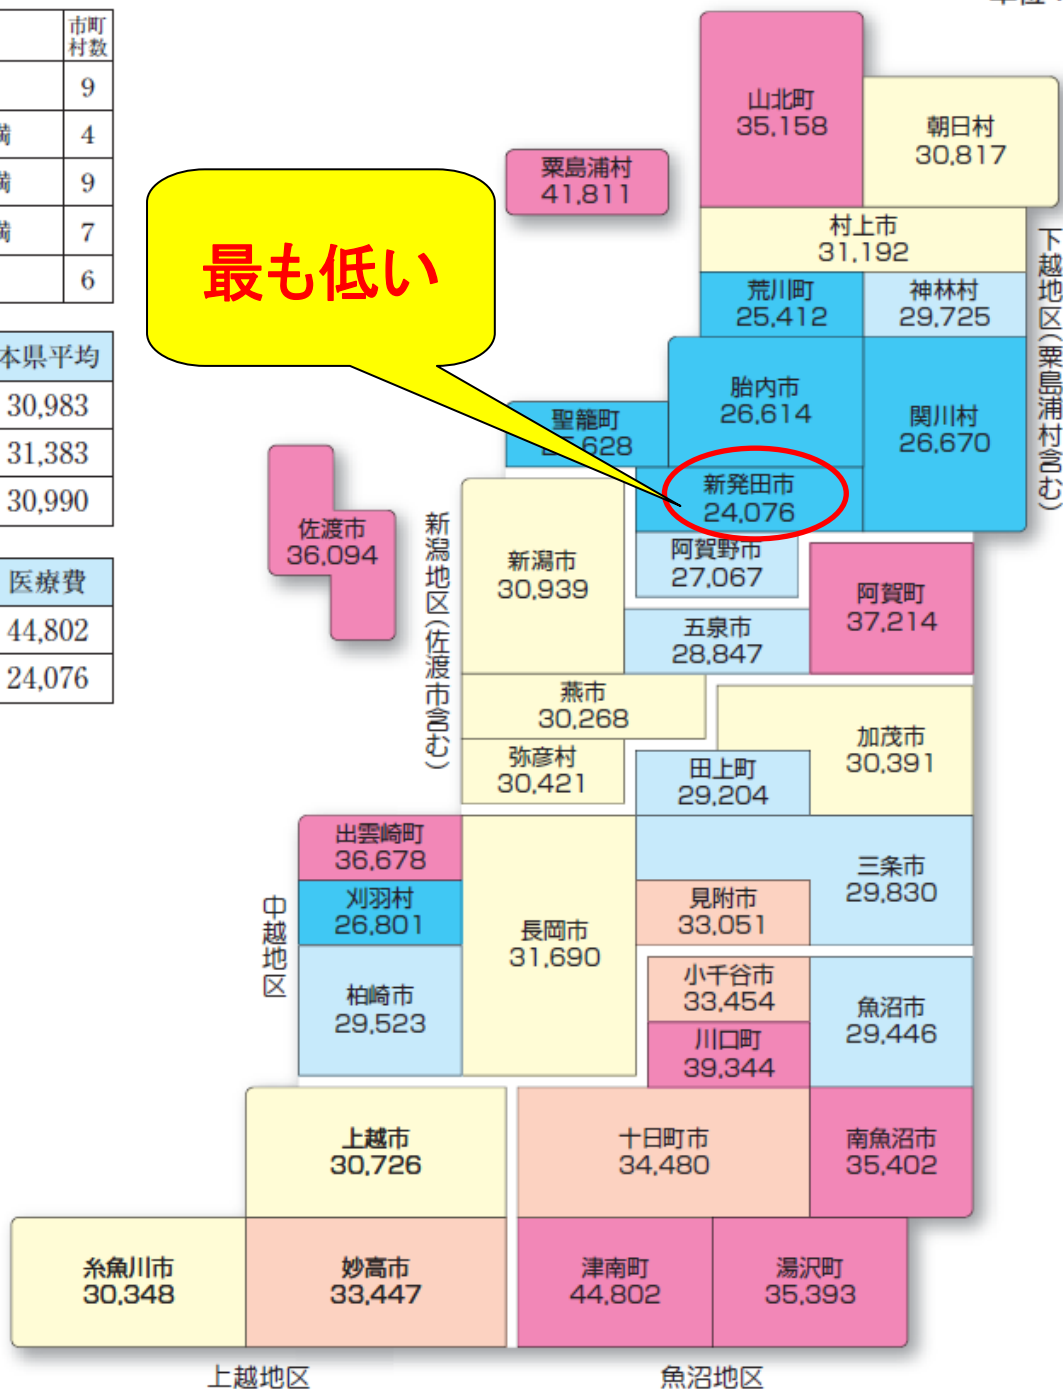 市町
村数
9
満 4
満 9
満 7
6
本県平均
30,983
31,383
30,990
医療費
44,802
24,076
最も低い
山北町
35,158
朝日村
30,817
粟島浦村
41,811
村上市
31,192
荒川町
25,412
神林村
29,725
下越地区(粟島浦村含む)
胎内市
26,614
関川村
26,670
聖籠町
25,628
新発田市
24,076
佐渡市
36,094
新潟地区(佐渡市含む)
新潟市
30,939
阿賀野市
27,067
阿賀町
37,214
五泉市
28,847
燕市
30,268
加茂市
30,391
弥彦村
30,421
田上町
29,204
出雲崎町
36,678
三条市
29,830
刈羽村
26,801
見附市
33,051
中越地区
長岡市
31,690
柏崎市
29,523
小千谷市
33,454
魚沼市
29,446
川口町
39,344
上越市
30,726
十日町市
34,480
南魚沼市
35,402
糸魚川市
30,348
妙高市
33,447
津南町
44,802
湯沢町
35,393
上越地区
魚沼地区